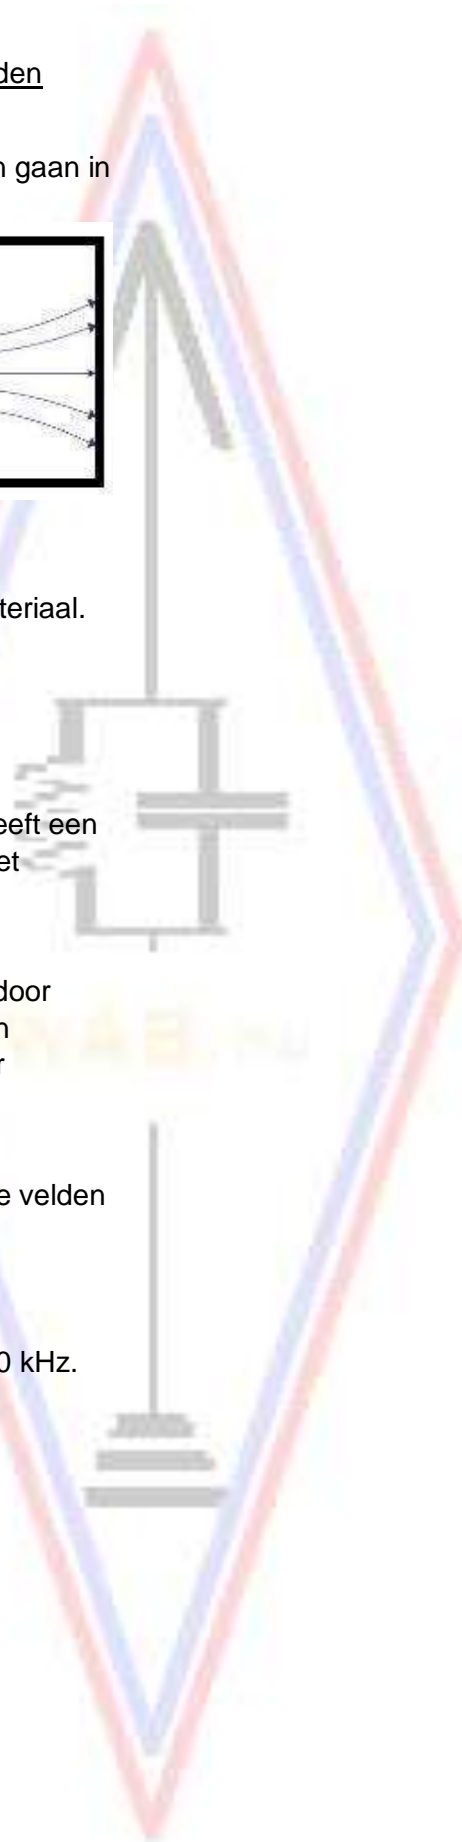 den
n gaan in
teriaal.
eeft een
et
door
n
r
e velden
0 kHz.